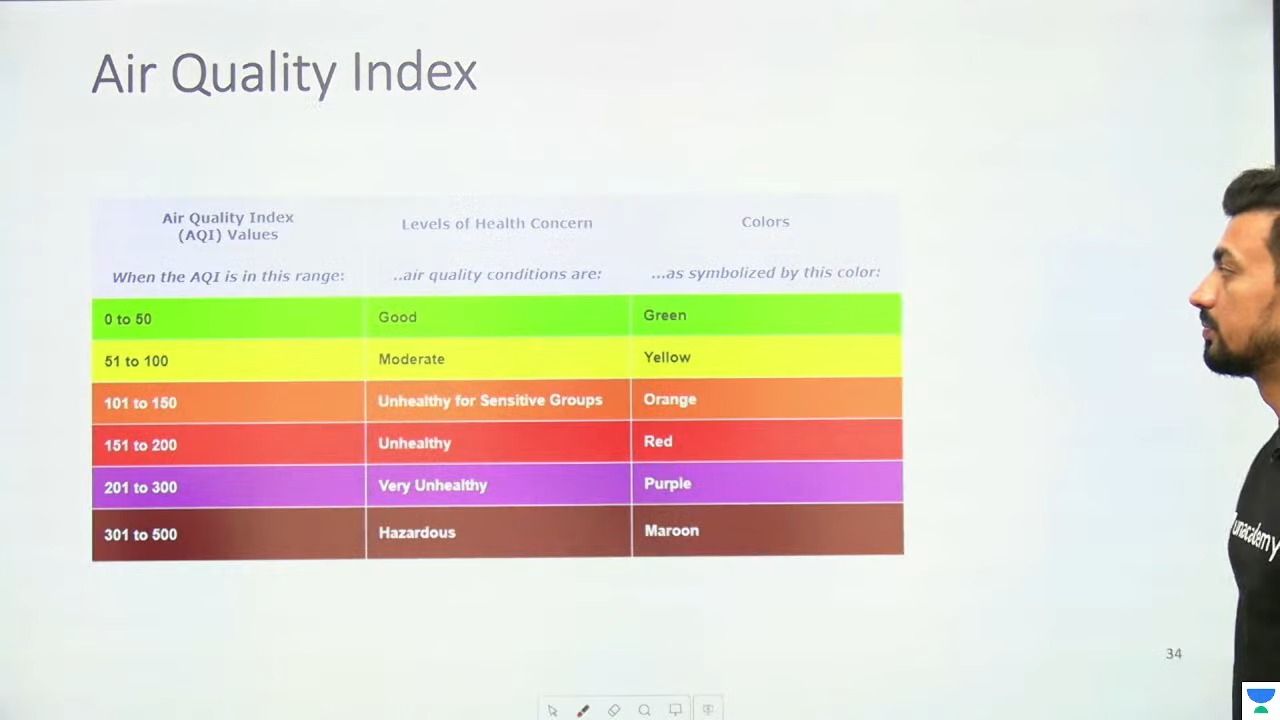 Air Quality Index
Air Quality Index
(AQI) Values
Levels of Health Concern
Colors
When the AQI is in this range:
..air quality conditions are:
...as symbolized by this color:
0 to 50
Good
Green
51 to 100
Moderate
Yellow
101 to 150
Unhealthy for Sensitive Groups
Orange
151 to 200
Unhealthy
Red
201 to 300
Very Unhealthy
Purple
301 to 500
Hazardous
Maroon
unacademy
34